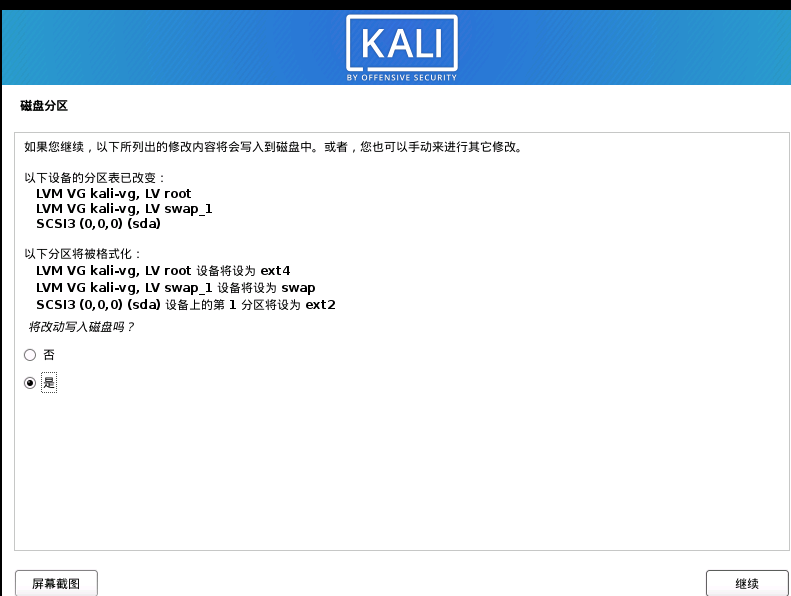 KALI
BY OFFENSIVE SECURITY
磁盘分区
如果您继续，以下所列出的修改内容将会写入到磁盘中。或者，您也可以手动来进行其它修改。
以下设备的分区表已改变：
LVM VG kali-vg, LV root
LVM VG kali-vg, LV swap_1
SCSI3 (0,0,0) (sda)
以下分区将被格式化：
LVM VG kali-vg, LV root 设备将设为 ext4
LVM VG kali-vg, LV swap_1 设备将设为 swap
SCSI3 (0,0,0) (sda) 设备上的第 1 分区将设为 ext2
将改动写入磁盘吗？
否
是
屏幕截图
继续